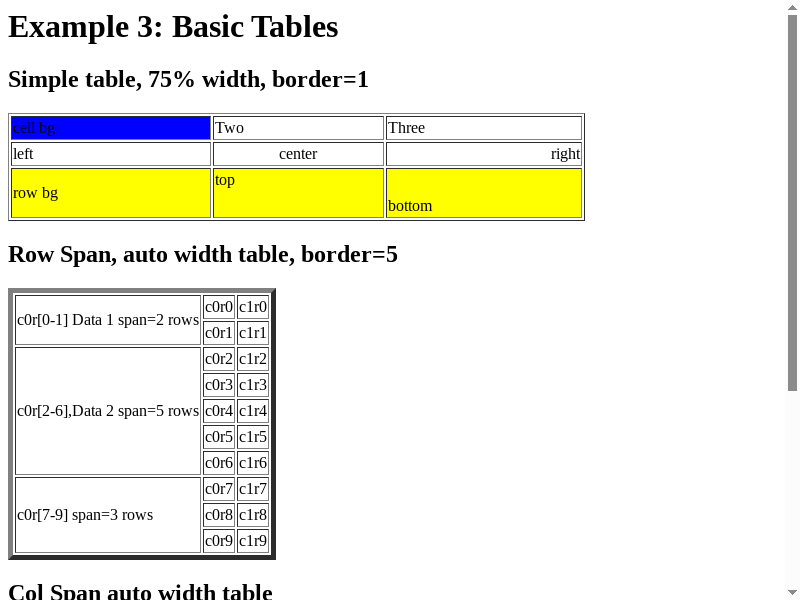 Example 3: Basic Tables
Simple table, 75% width, border=1
cell bg Two Three
left center right
row bg top bottom
Row Span, auto width table, border=5
c0r[0-1] Data 1 span=2 rows c0r0 c1r0
c0r1 c1r1
c0r[2-6],Data 2 span=5 rows c0r2 c1r2
c0r3 c1r3
c0r4 c1r4
c0r5 c1r5
c0r6 c1r6
c0r[7-9] span=3 rows c0r7 c1r7
c0r8 c1r8
c0r9 c1r9
Col Span auto width table